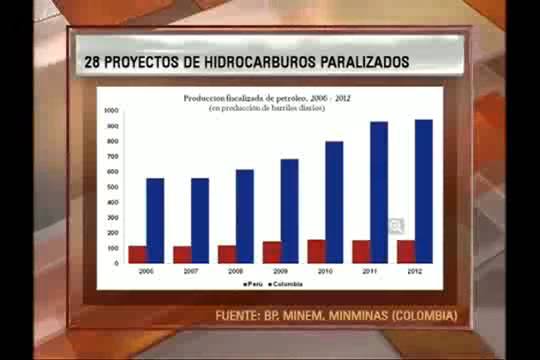 28 PROYECTOS DE HIDROCARBUROS PARALIZADOS
Producción fiscalizada de petróleo, 2006 - 2012
(en producción de barriles diarios)
1000
900
800
700
600
500
400
300
200
100
0
2006 2007 2008 2009 2010 2011 2012
Perú Colombia
FUENTE: BP. MINEM. MINMINAS (COLOMBIA)